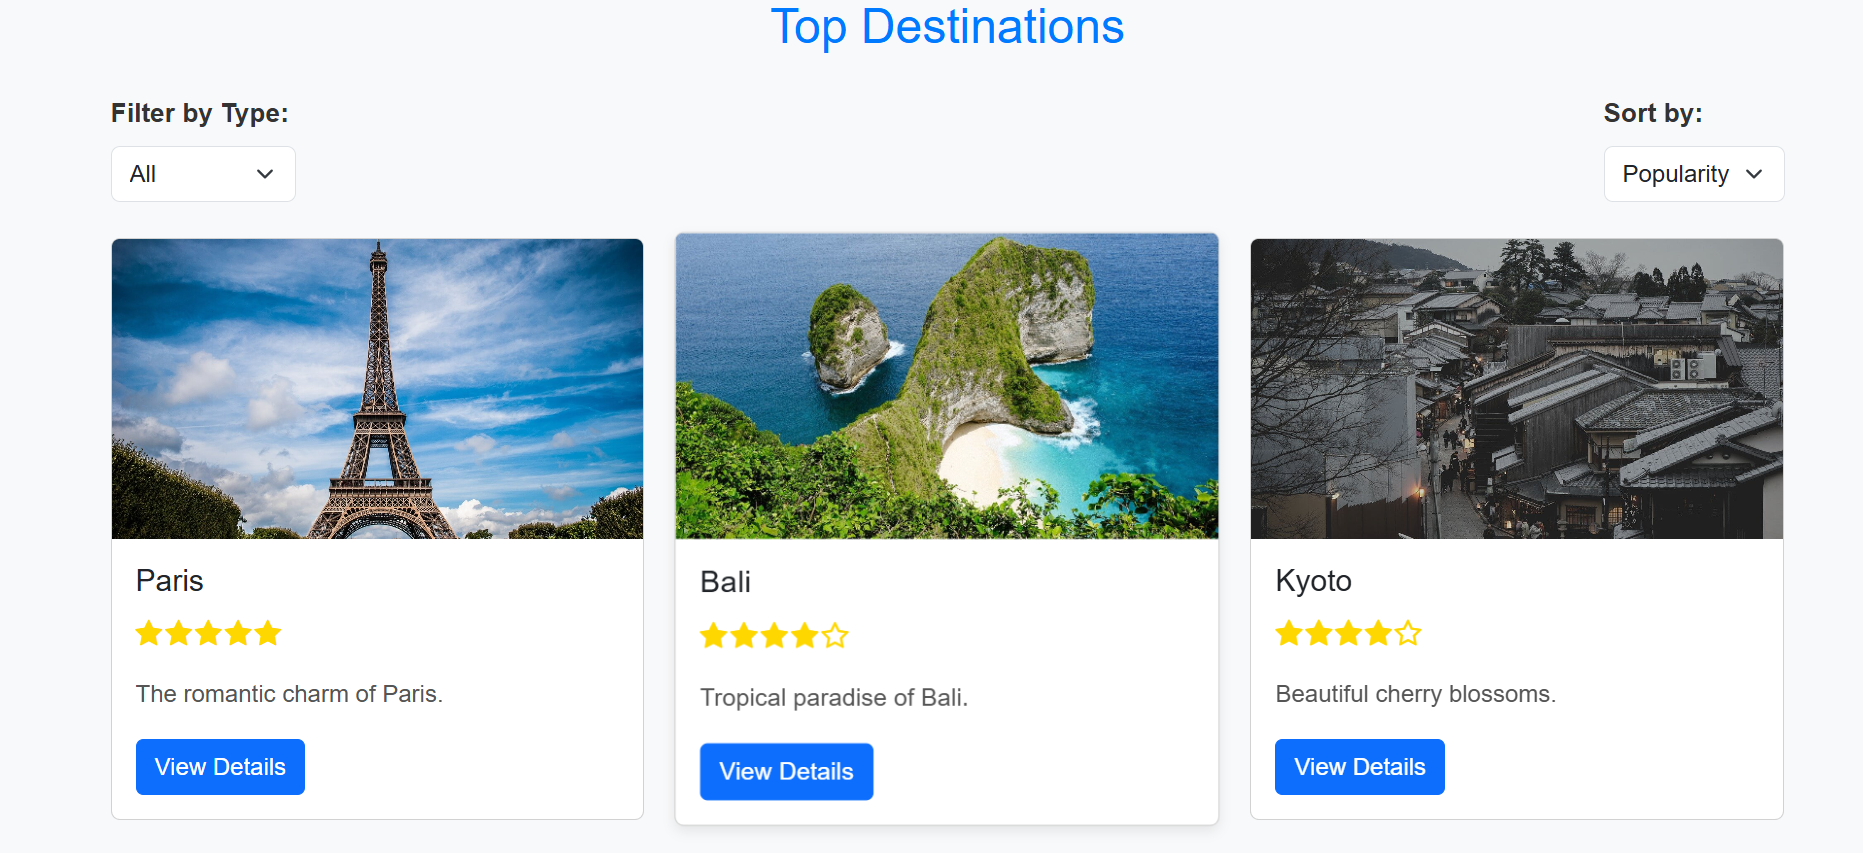 Top Destinations
Filter by Type:
Sort by:
All
Popularity
Paris
The romantic charm of Paris.
View Details
Bali
Tropical paradise of Bali.
View Details
Kyoto
Beautiful cherry blossoms.
View Details